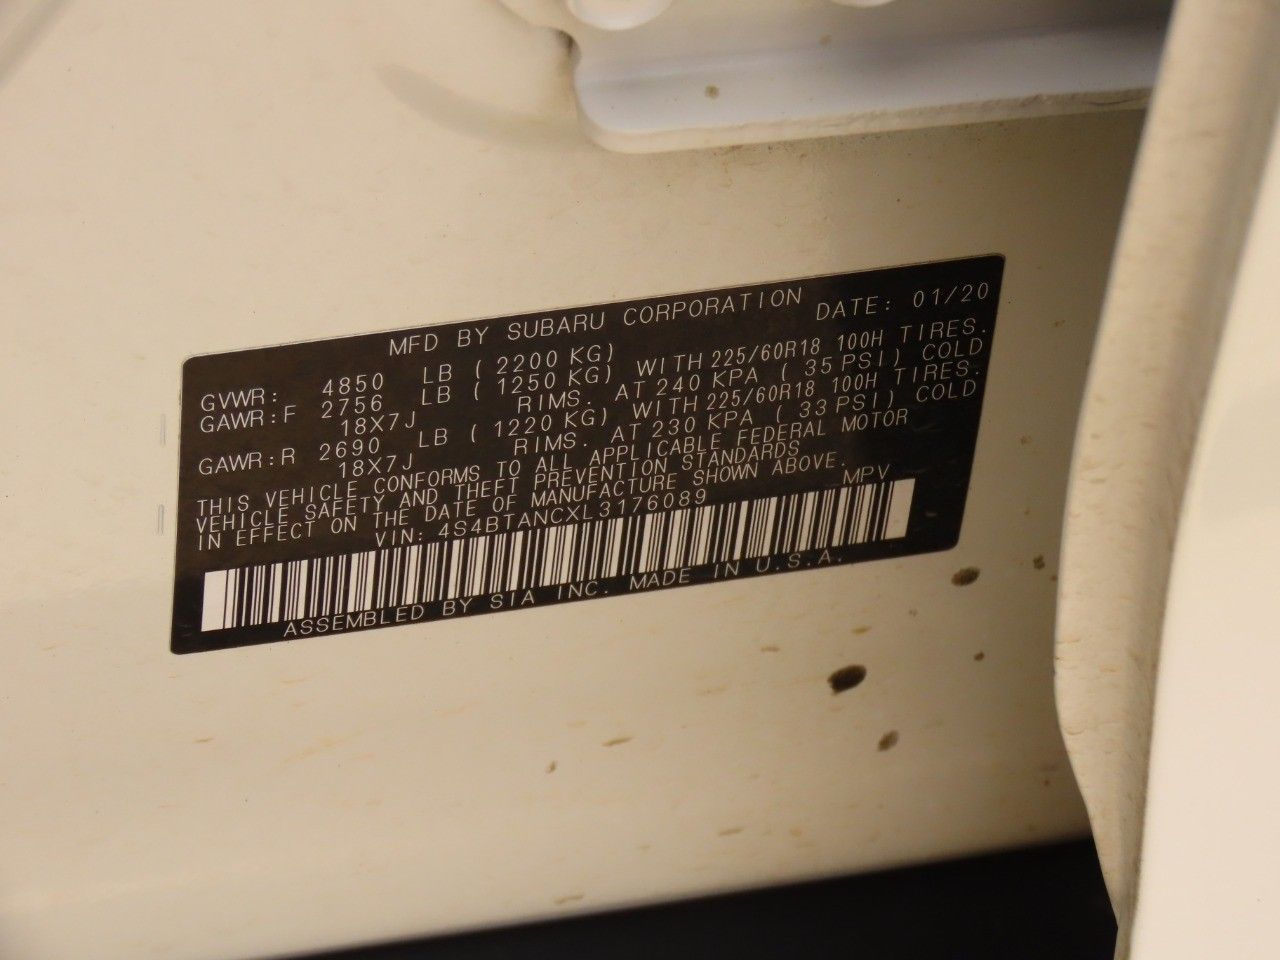 MFD BY SUBARU CORPORATION DATE: 01/20
GVWR: 4850 LB ( 2200 KG)
GAWR:F 2756 LB ( 1250 KG) WITH 225/60R18 100H TIRES.
18X7J RIMS. AT 240 KPA ( 35 PSI) COLD
GAWR:R 2690 LB ( 1220 KG) WITH 225/60R18 100H TIRES.
18X7J RIMS. AT 230 KPA ( 33 PSI) COLD
THIS VEHICLE CONFORMS TO ALL APPLICABLE FEDERAL MOTOR
VEHICLE SAFETY AND THEFT PREVENTION STANDARDS
IN EFFECT ON THE DATE OF MANUFACTURE SHOWN ABOVE.
VIN: 4S4BTANCXL3176089 MPV
ASSEMBLED BY SIA INC. MADE IN U.S.A.